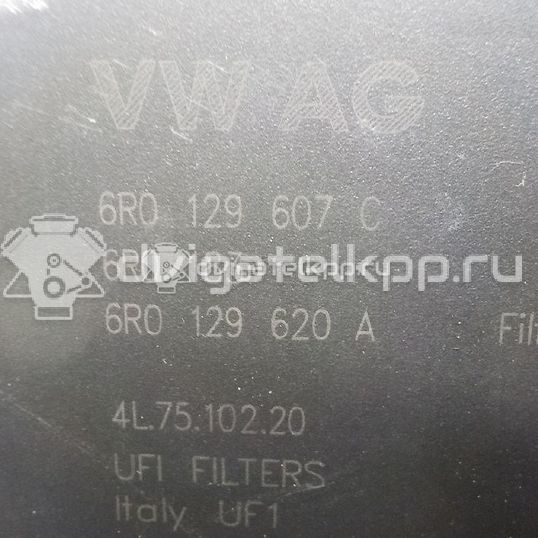 VW AG
6R0 129 607 C
6R0
dvigatelkpp.ru
6R0 129 620 A
Fil
4L.75.102.20
UFI FILTERS
Italy UF1